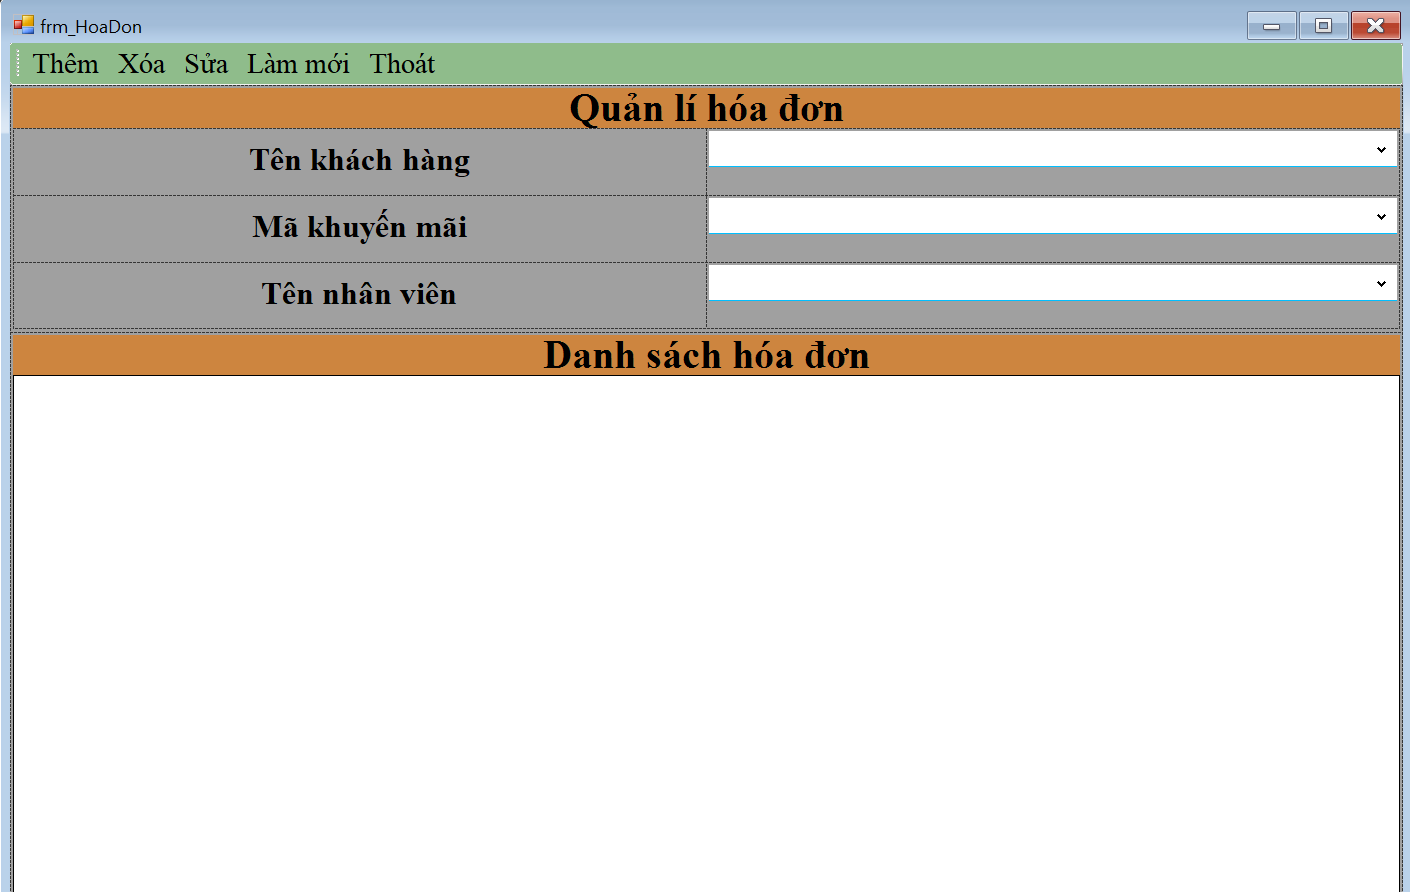 frm_HoaDon
Thêm Xóa Sửa Làm mới Thoát
Quản lí hóa đơn
Tên khách hàng
Mã khuyến mãi
Tên nhân viên
Danh sách hóa đơn